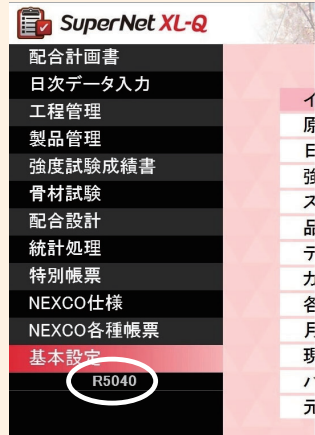 SuperNet XL-Q
配合計画書
日次データ入力
工程管理
製品管理
強度試験成績書
骨材試験
配合設計
統計処理
特別帳票
NEXCO仕様
NEXCO各種帳票
基本設定
R5040
原
日
強
ス
品
テ
カ
各
月
現
元